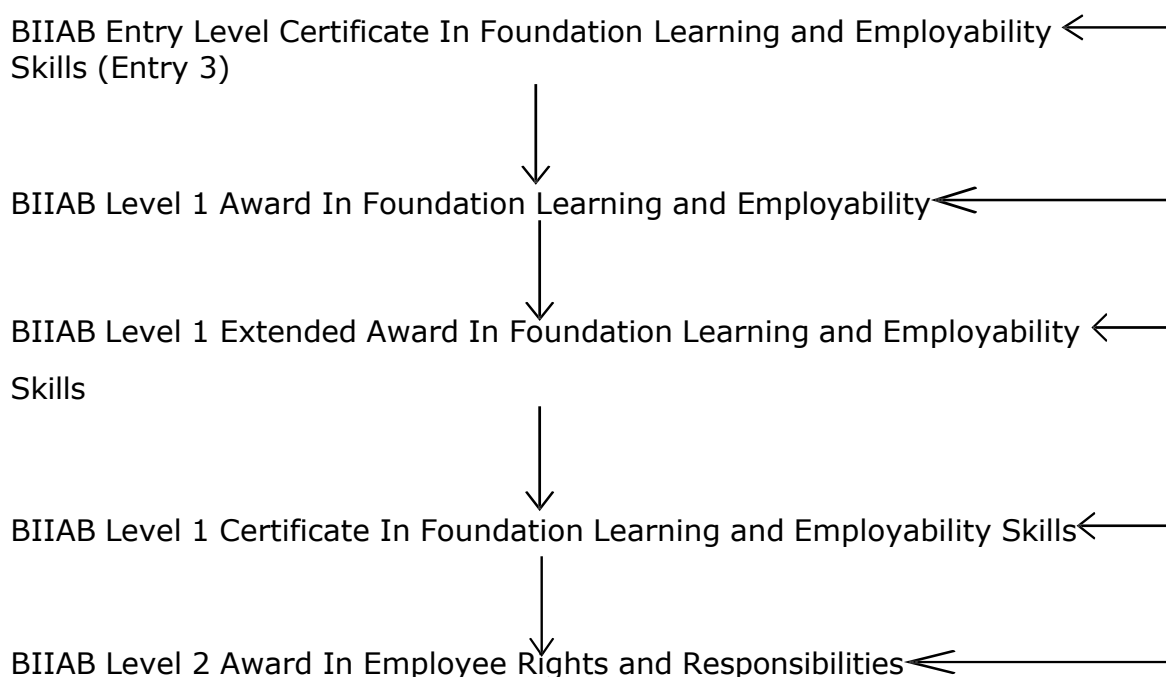 BIIAB Entry Level Certificate In Foundation Learning and Employability
Skills (Entry 3)
BIIAB Level 1 Award In Foundation Learning and Employability
BIIAB Level 1 Extended Award In Foundation Learning and Employability
Skills
BIIAB Level 1 Certificate In Foundation Learning and Employability Skills
BIIAB Level 2 Award In Employee Rights and Responsibilities